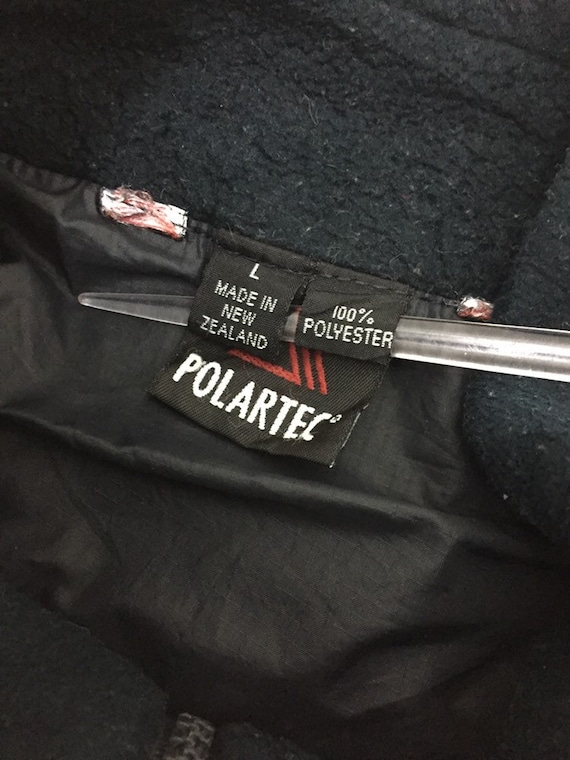 L
MADE IN
NEW
ZEALAND
100%
POLYESTER
POLARTEC®